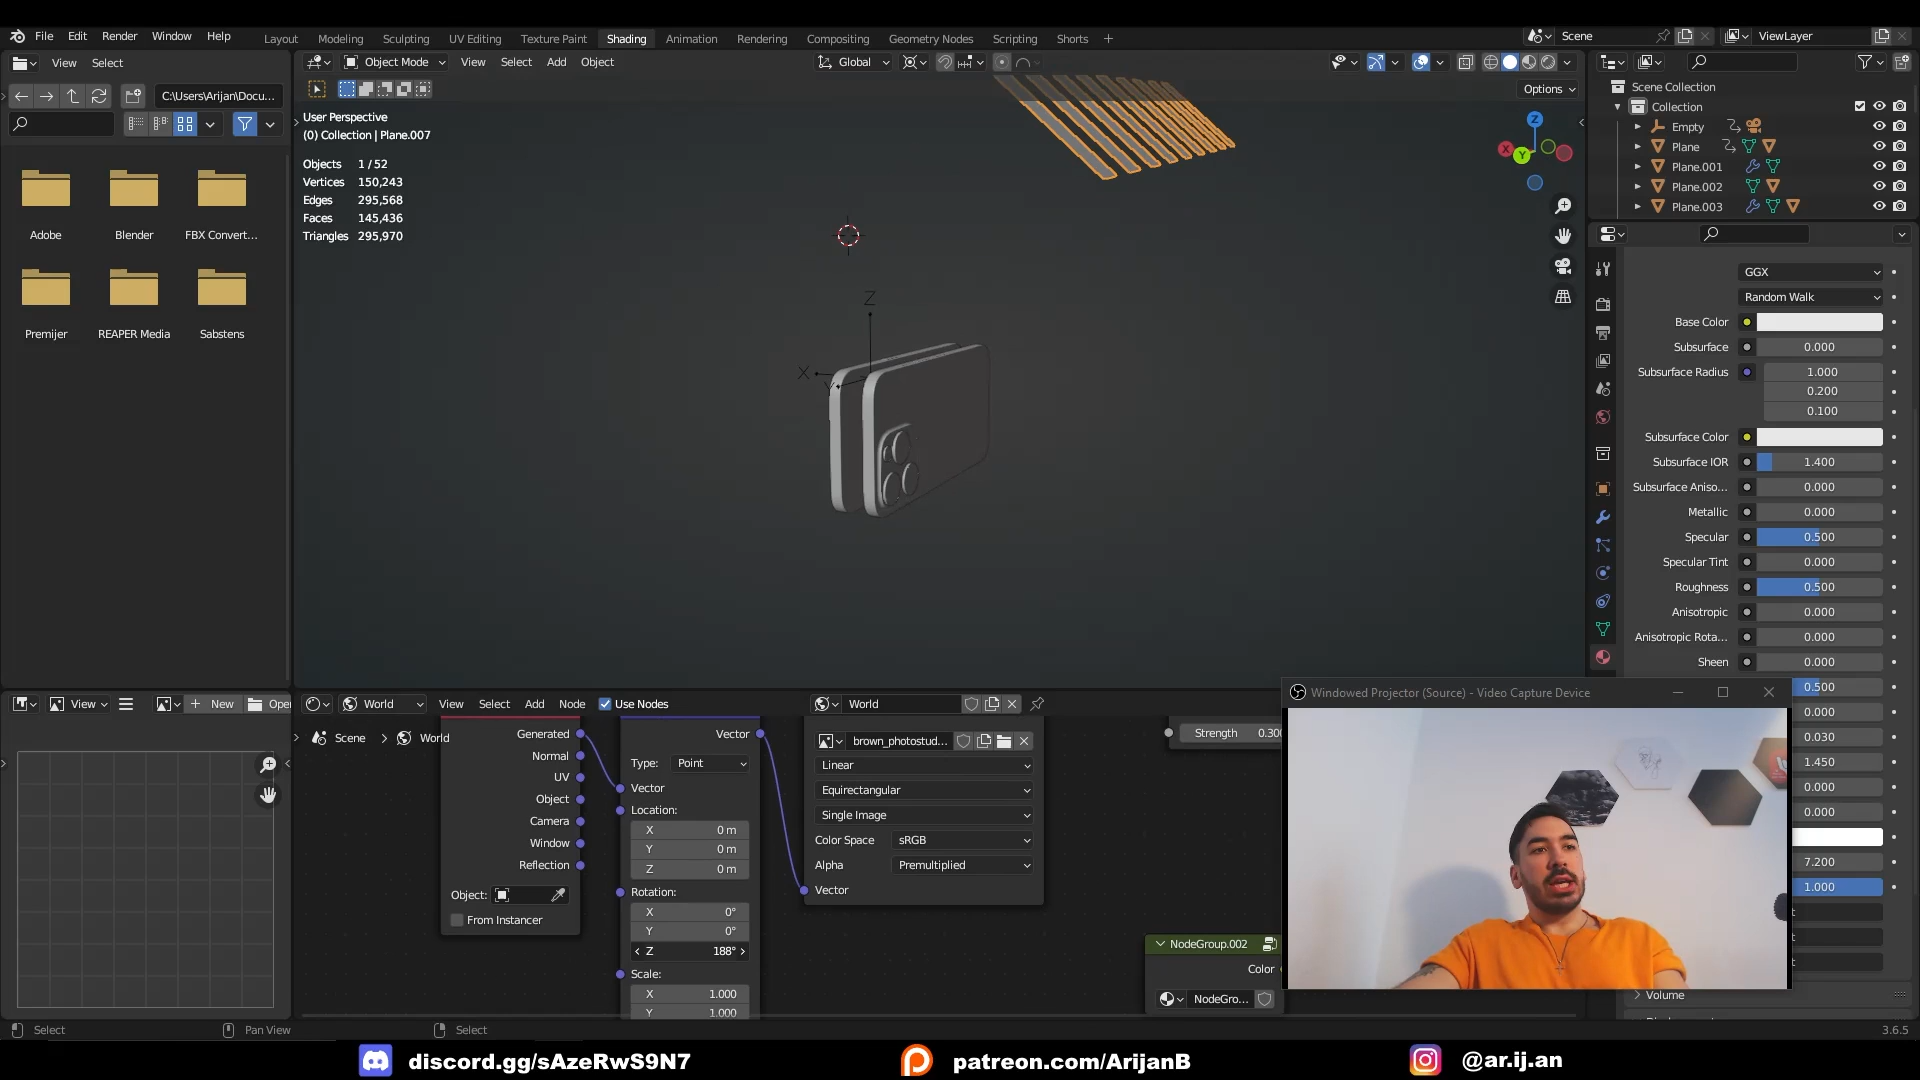 File Edit Render Window Help
Layout Modeling Sculpting UV Editing Texture Paint Shading Animation Rendering Compositing Geometry Nodes Scripting Shorts +
Scene
ViewLayer
View Select
Object Mode
View Select Add Object
Global
C:\Users\Arijan\Docu...
Options
User Perspective
(0) Collection | Plane.007
Objects 1 / 52
Vertices 150,243
Edges 295,568
Faces 145,436
Triangles 295,970
Adobe
Blender
FBX Convert...
Premijer
REAPER Media
Sabstens
Z
X
Y
Z
X
Y
Scene Collection
Collection
Empty
Plane
Plane.001
Plane.002
Plane.003
GGX
Random Walk
Base Color
Subsurface 0.000
Subsurface Radius 1.000
0.200
0.100
Subsurface Color
Subsurface IOR 1.400
Subsurface Aniso... 0.000
Metallic 0.000
Specular 0.500
Specular Tint 0.000
Roughness 0.500
Anisotropic 0.000
Anisotropic Rota... 0.000
Sheen 0.000
0.500
0.000
0.030
1.450
0.000
0.000
7.200
1.000
Volume
View
New
Open
World
View Select Add Node
Use Nodes
World
Scene > World
Generated
Normal
UV
Object
Camera
Window
Reflection
Object:
From Instancer
Vector
Type: Point
Vector
Location:
X 0 m
Y 0 m
Z 0 m
Rotation:
X 0°
Y 0°
Z 188°
Scale:
X 1.000
Y 1.000
brown_photostud...
Linear
Equirectangular
Single Image
Color Space sRGB
Alpha Premultiplied
Vector
Strength 0.300
NodeGroup.002
Color
NodeGro...
Windowed Projector (Source) - Video Capture Device
Select
Pan View
Select
3.6.5
discord.gg/sAzeRwS9N7
patreon.com/ArijanB
@ar.ij.an